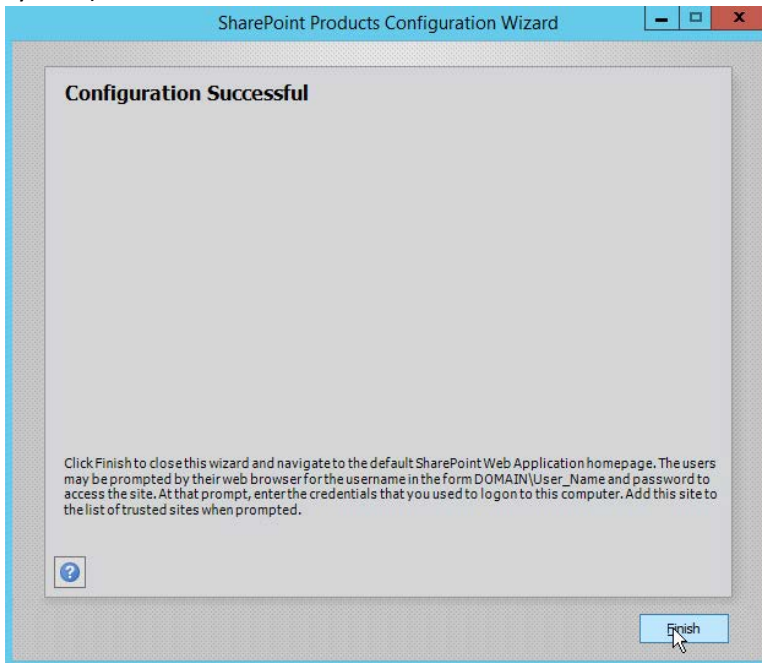 SharePoint Products Configuration Wizard
Configuration Successful
Click Finish to close this wizard and navigate to the default SharePoint Web Application homepage. The users
may be prompted by their web browser for the username in the form DOMAIN\User_Name and password to
access the site. At that prompt, enter the credentials that you used to logon to this computer. Add this site to
the list of trusted sites when prompted.
Finish